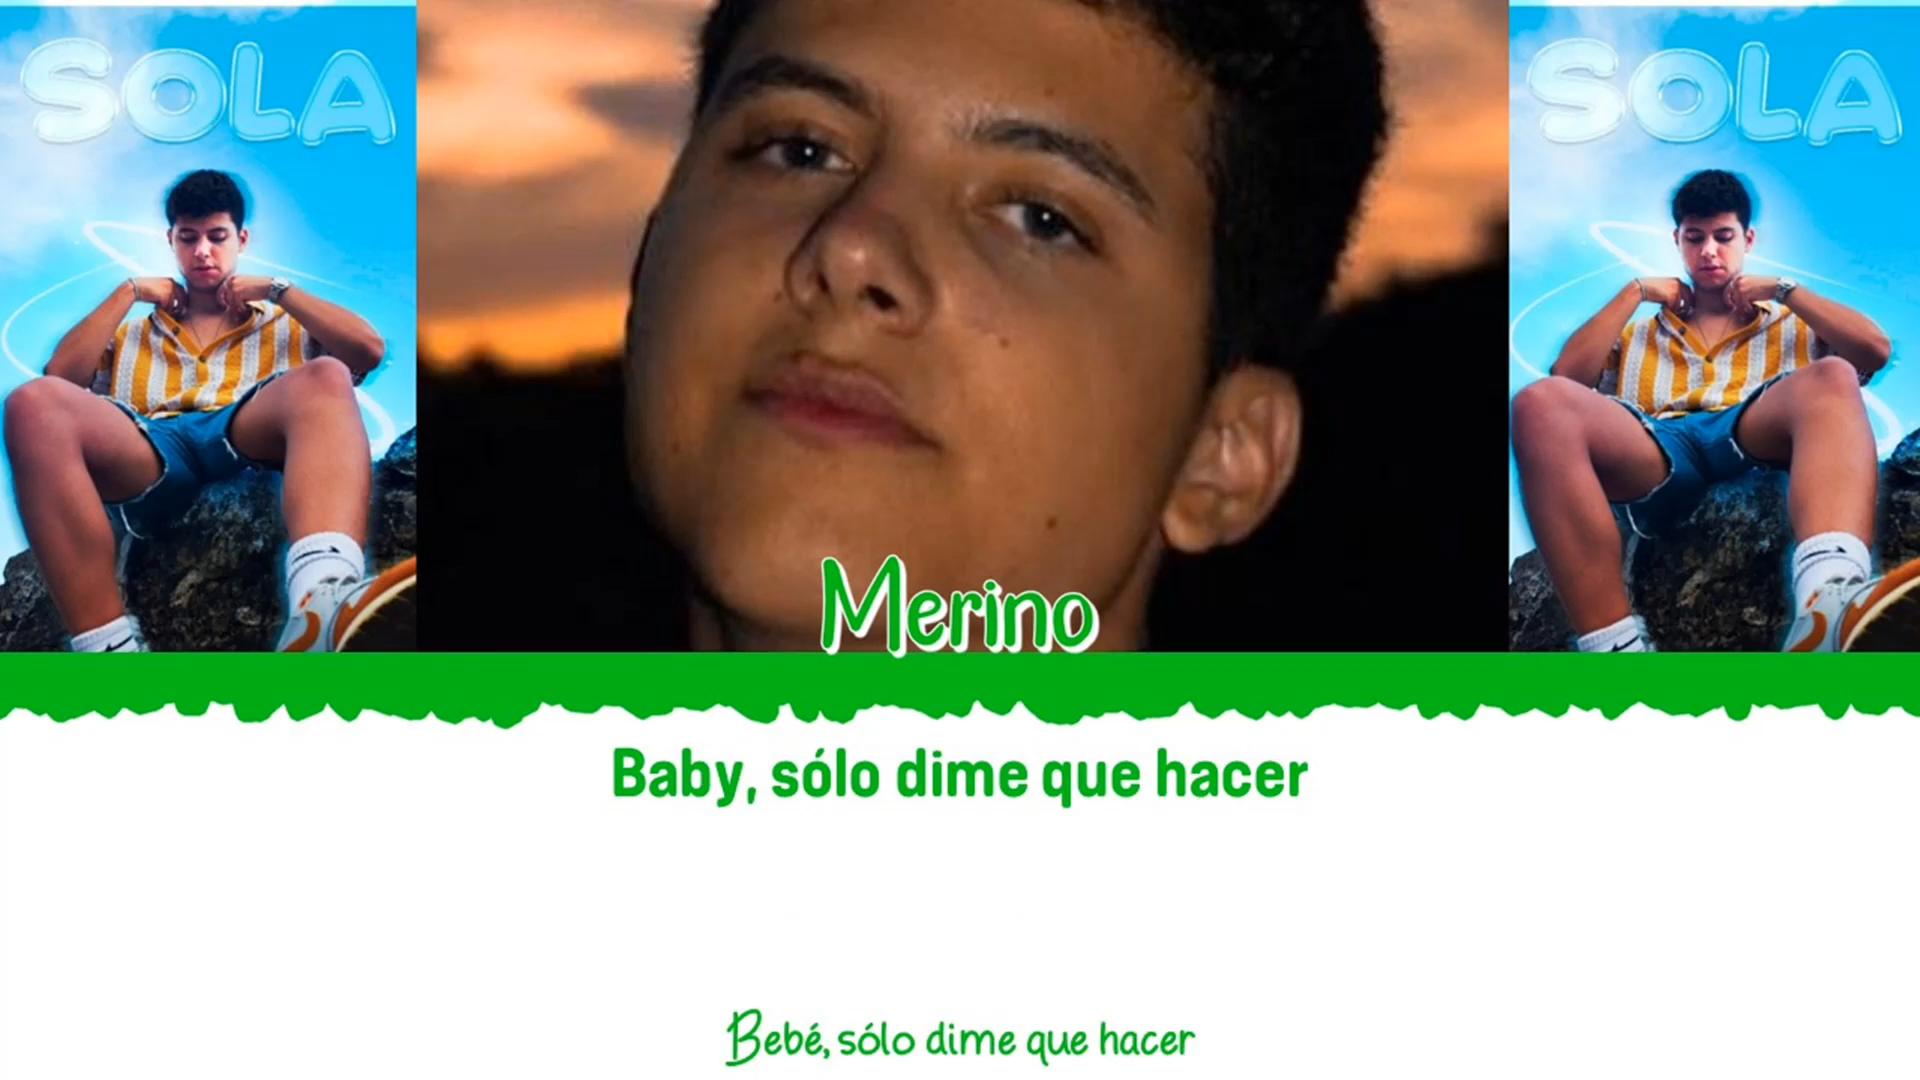 SOLA
SOLA
Merino
Baby, sólo dime que hacer
Bebé, sólo dime que hacer